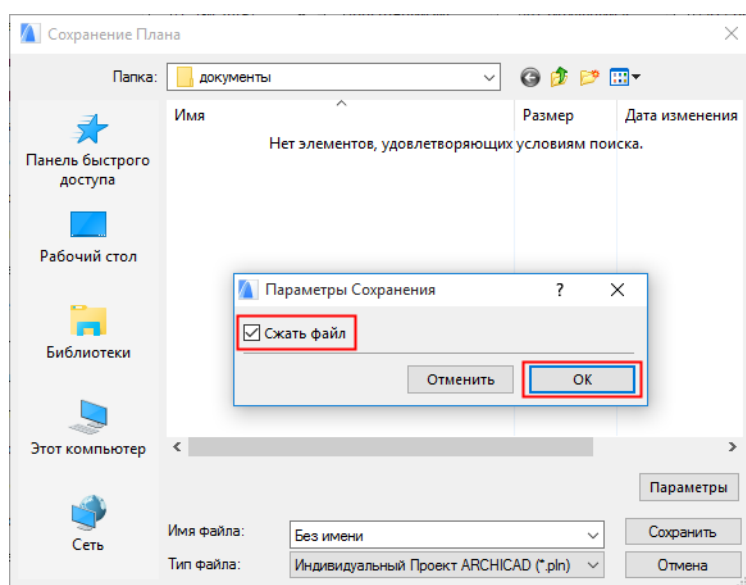 Сохранение Плана
Папка: документы
Имя Размер Дата изменения
Нет элементов, удовлетворяющих условиям поиска.
Панель быстрого
доступа
Рабочий стол
Библиотеки
Этот компьютер
Сеть
Параметры Сохранения ?
Сжать файл
Отменить OK
Параметры
Имя файла: Без имени Сохранить
Тип файла: Индивидуальный Проект ARCHICAD (*.pln) Отмена